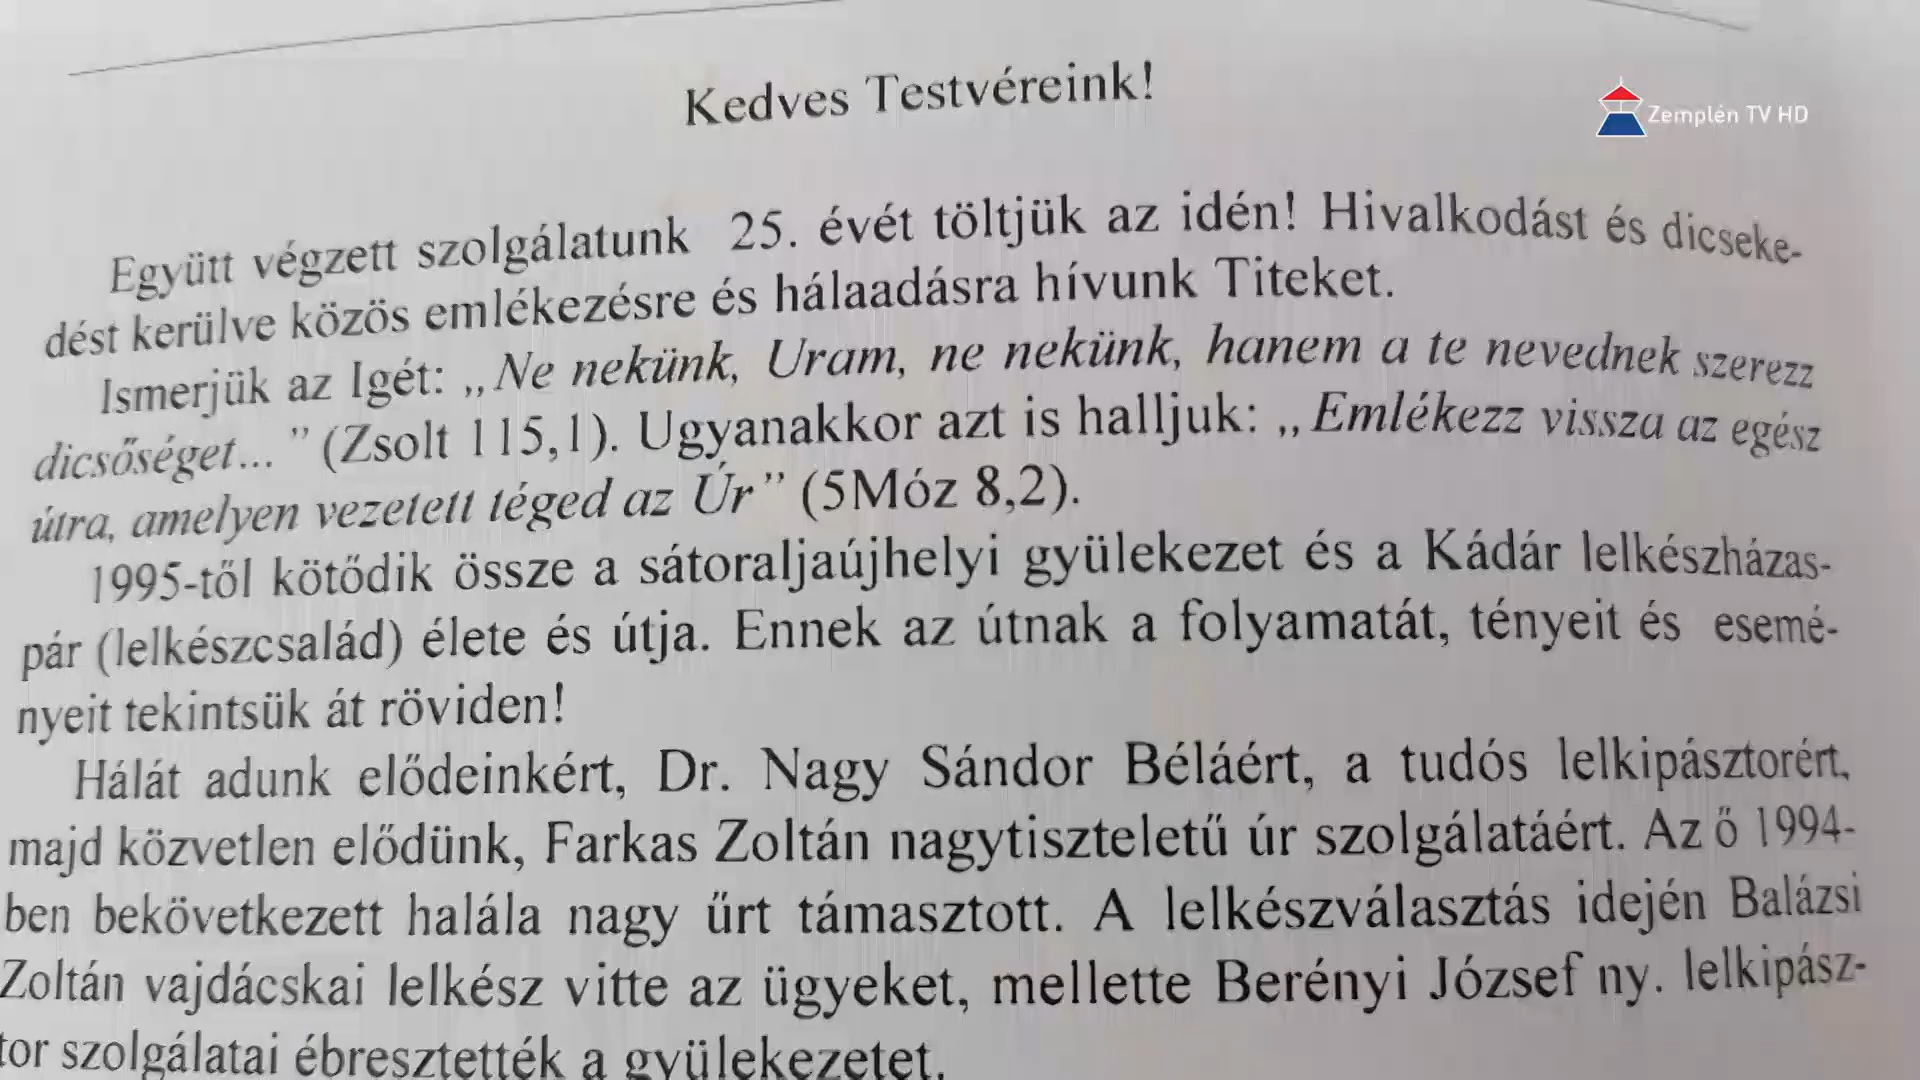 Kedves Testvéreink!
Zemplén TV HD
Együtt végzett szolgálatunk 25. évét töltjük az idén! Hivalkodást és dicseke-
dést kerülve közös emlékezésre és hálaadásra hívunk Titeket.
Ismerjük az Igét: „Ne nekünk, Uram, ne nekünk, hanem a te nevednek szerezz
dicsőséget...” (Zsolt 115,1). Ugyanakkor azt is halljuk: „Emlékezz vissza az egész
útra, amelyen vezetett téged az Úr” (5Móz 8,2).
1995-től kötődik össze a sátoraljaújhelyi gyülekezet és a Kádár lelkészházas-
pár (lelkészcsalád) élete és útja. Ennek az útnak a folyamatát, tényeit és esemé-
nyeit tekintsük át röviden!
Hálát adunk elődeinkért, Dr. Nagy Sándor Béláért, a tudós lelkipásztorért,
majd közvetlen elődünk, Farkas Zoltán nagytiszteletű úr szolgálatáért. Az ő 1994-
ben bekövetkezett halála nagy űrt támasztott. A lelkészválasztás idején Balázsi
Zoltán vajdácskai lelkész vitte az ügyeket, mellette Berényi József ny. lelkipász-
tor szolgálatai ébresztették a gyülekezetet.